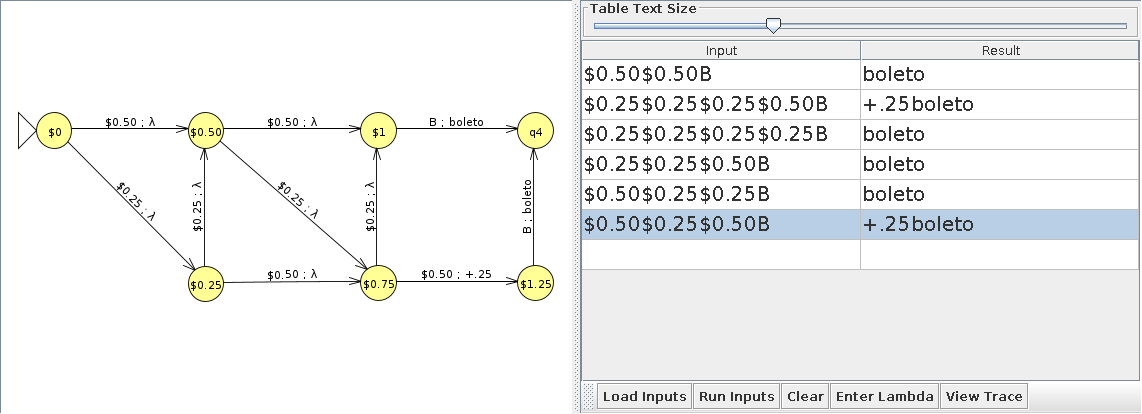 $0
$0.50 ; λ
$0.50
$0.50 ; λ
$1
B ; boleto
q4
$0.25 ; λ
$0.25 ; λ
$0.25 ; λ
$0.25 ; λ
B ; boleto
$0.25
$0.50 ; λ
$0.75
$0.50 ; +.25
$1.25
Table Text Size
Input Result
$0.50$0.50B boleto
$0.25$0.25$0.25$0.50B +.25boleto
$0.25$0.25$0.25$0.25B boleto
$0.25$0.25$0.50B boleto
$0.50$0.25$0.25B boleto
$0.50$0.25$0.50B +.25boleto
Load Inputs Run Inputs Clear Enter Lambda View Trace